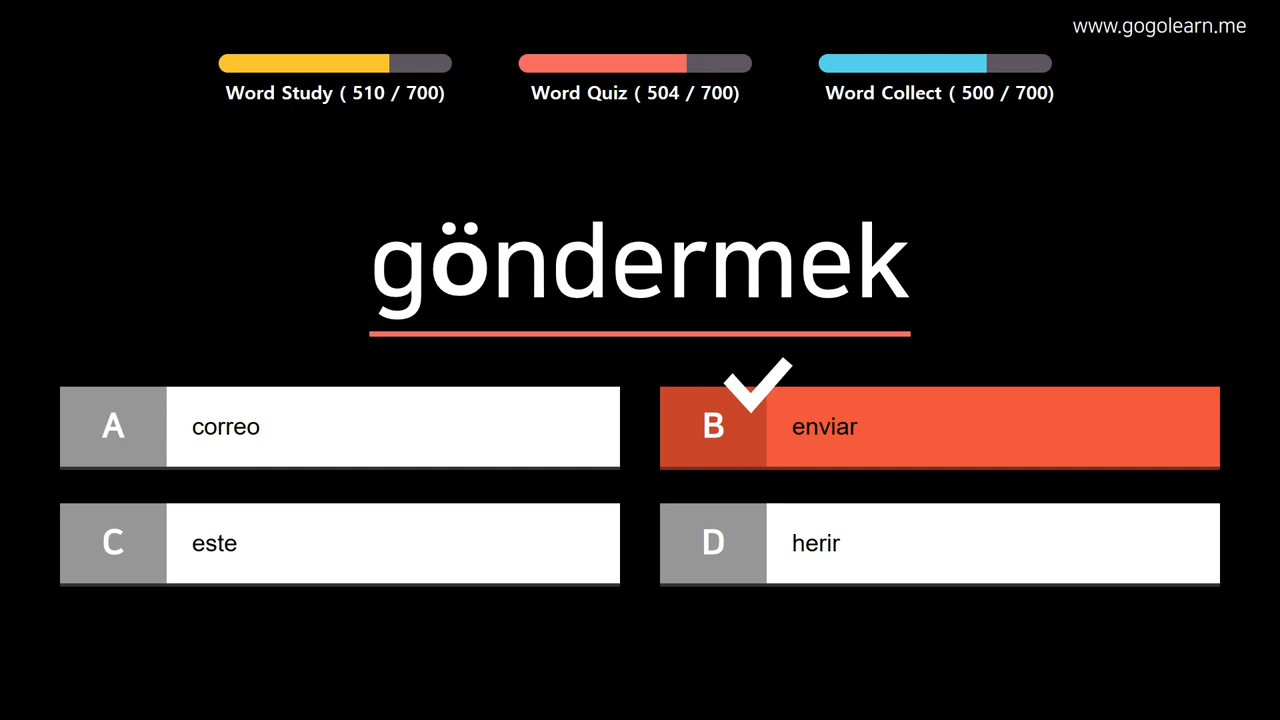 www.gogolearn.me
Word Study ( 510 / 700)
Word Quiz ( 504 / 700)
Word Collect ( 500 / 700)
göndermek
A correo
B enviar
C este
D herir